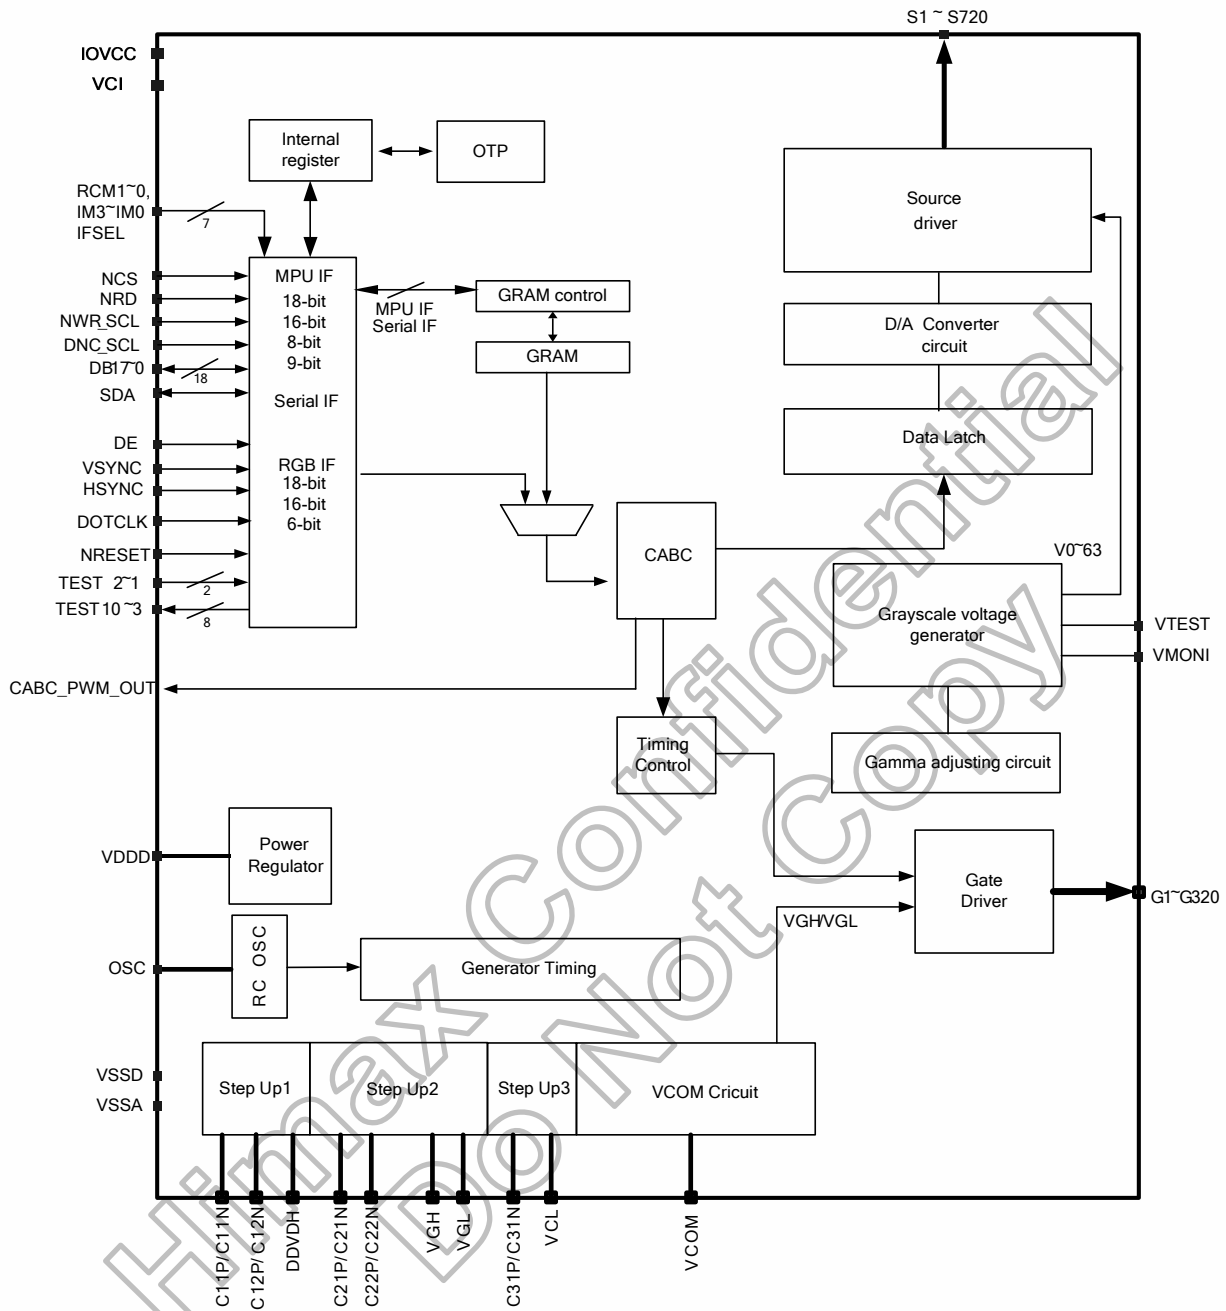 S1 ~ S720
IOVCC
VCI
Internal
register
OTP
RCM1~0,
IM3~IM0
IFSEL
7
Source
driver
NCS
NRD
NWR_SCL
DNC_SCL
DB17~0
18
SDA
MPU IF
18-bit
16-bit
8-bit
9-bit
Serial IF
MPU IF
Serial IF
GRAM control
GRAM
D/A Converter
circuit
Data Latch
DE
VSYNC
HSYNC
DOTCLK
NRESET
TEST 2~1
2
TEST10~3
8
RGB IF
18-bit
16-bit
6-bit
CABC
V0~63
Grayscale voltage
generator
VTEST
VMONI
CABC_PWM_OUT
Timing
Control
Gamma adjusting circuit
VDDD
Power
Regulator
Gate
Driver
G1~G320
VGH/VGL
OSC
RC OSC
Generator Timing
VSSD
VSSA
Step Up1
Step Up2
Step Up3
VCOM Cricuit
C11P/C11N
C12P/C12N
DDVDH
C21P/C21N
C22P/C22N
VGH
VGL
C31P/C31N
VCL
VCOM
Himax Confidential
Do Not Copy